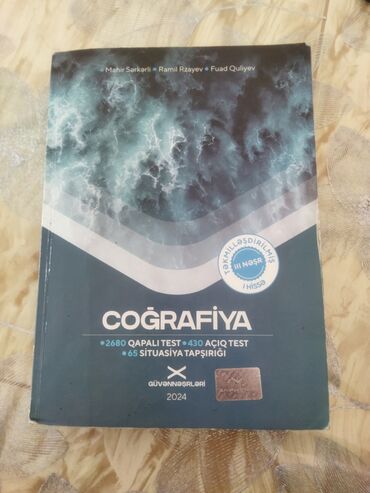 Mahir Sərkərli • Ramil Rzayev • Fuad Quliyev
TƏKMİLLƏŞDİRİLMİŞ
III NƏŞR
I HİSSƏ
COĞRAFİYA
• 2680 QAPALI TEST • 430 AÇIQ TEST
• 65 SİTUASİYA TAPŞIRIĞI
GÜVƏNNƏŞRLƏRİ
2024